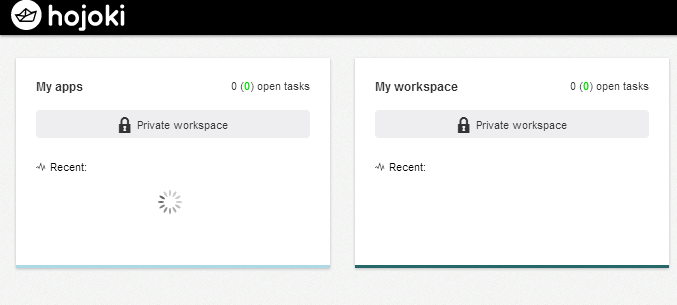 hojoki
My apps
0 (0) open tasks
Private workspace
Recent:
My workspace
0 (0) open tasks
Private workspace
Recent: